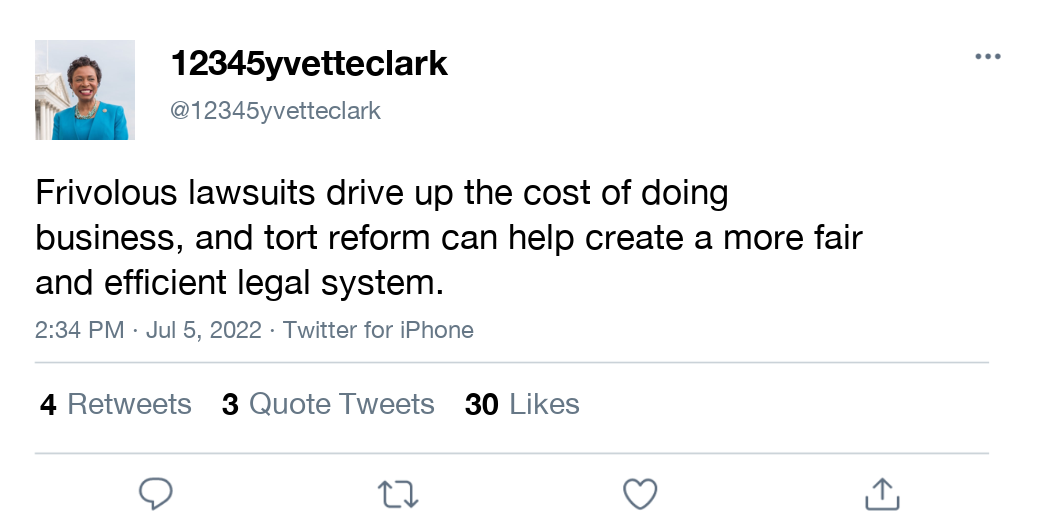 12345yvetteclark
@12345yvetteclark
Frivolous lawsuits drive up the cost of doing
business, and tort reform can help create a more fair
and efficient legal system.
2:34 PM · Jul 5, 2022 · Twitter for iPhone
4 Retweets 3 Quote Tweets 30 Likes